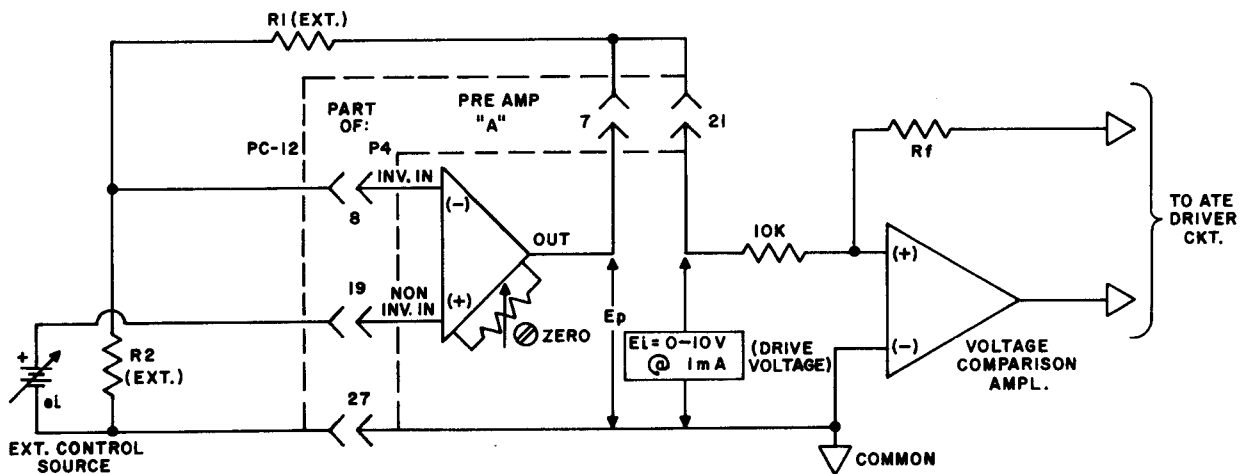 R1 (EXT.)
PART
OF:
PRE AMP
"A"
7
21
PC-12
P4
INV. IN
(-)
8
OUT
19
NON
INV. IN
(+)
ZERO
Ep
Ei = 0-10V
@ 1mA
(DRIVE
VOLTAGE)
10K
Rf
(+)
(-)
VOLTAGE
COMPARISON
AMPL.
TO ATE
DRIVER
CKT.
+
ei
R2
(EXT.)
27
EXT. CONTROL
SOURCE
COMMON